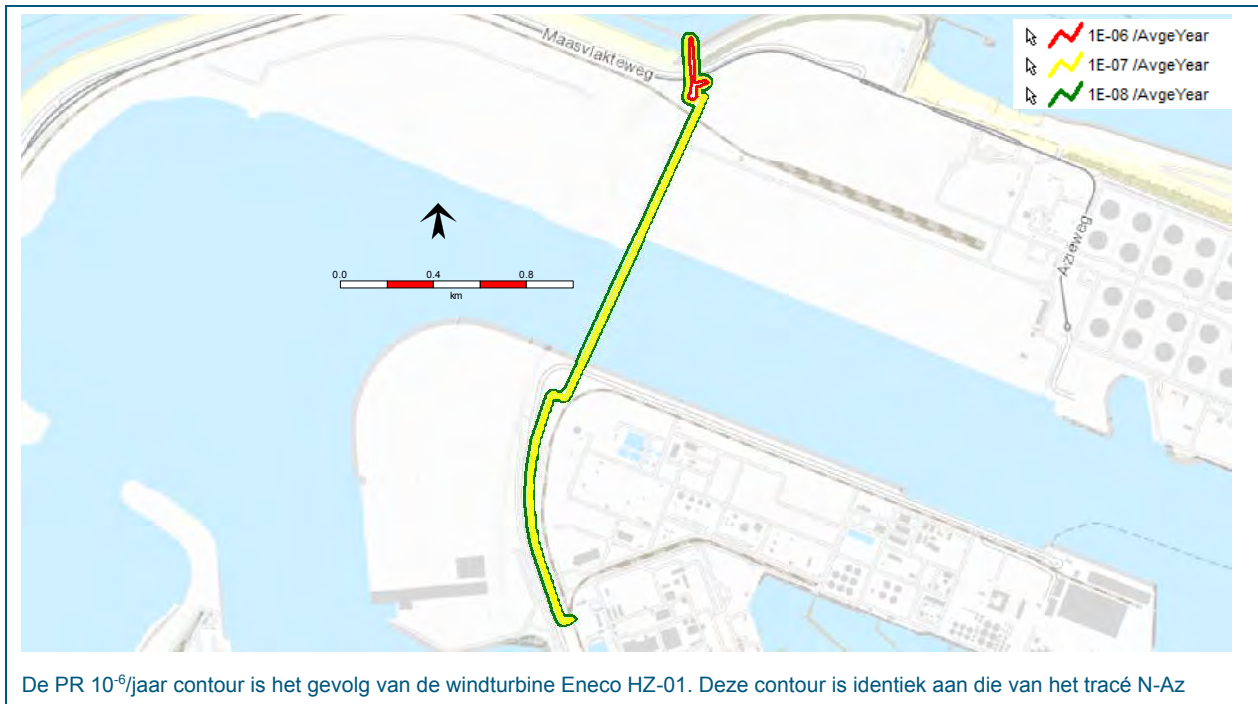 Maasvlakteweg
1E-06 /AvgeYear
1E-07 /AvgeYear
1E-08 /AvgeYear
Azieweg
0.0 0.4 0.8
km
De PR 10⁻⁶/jaar contour is het gevolg van de windturbine Eneco HZ-01. Deze contour is identiek aan die van het tracé N-Az